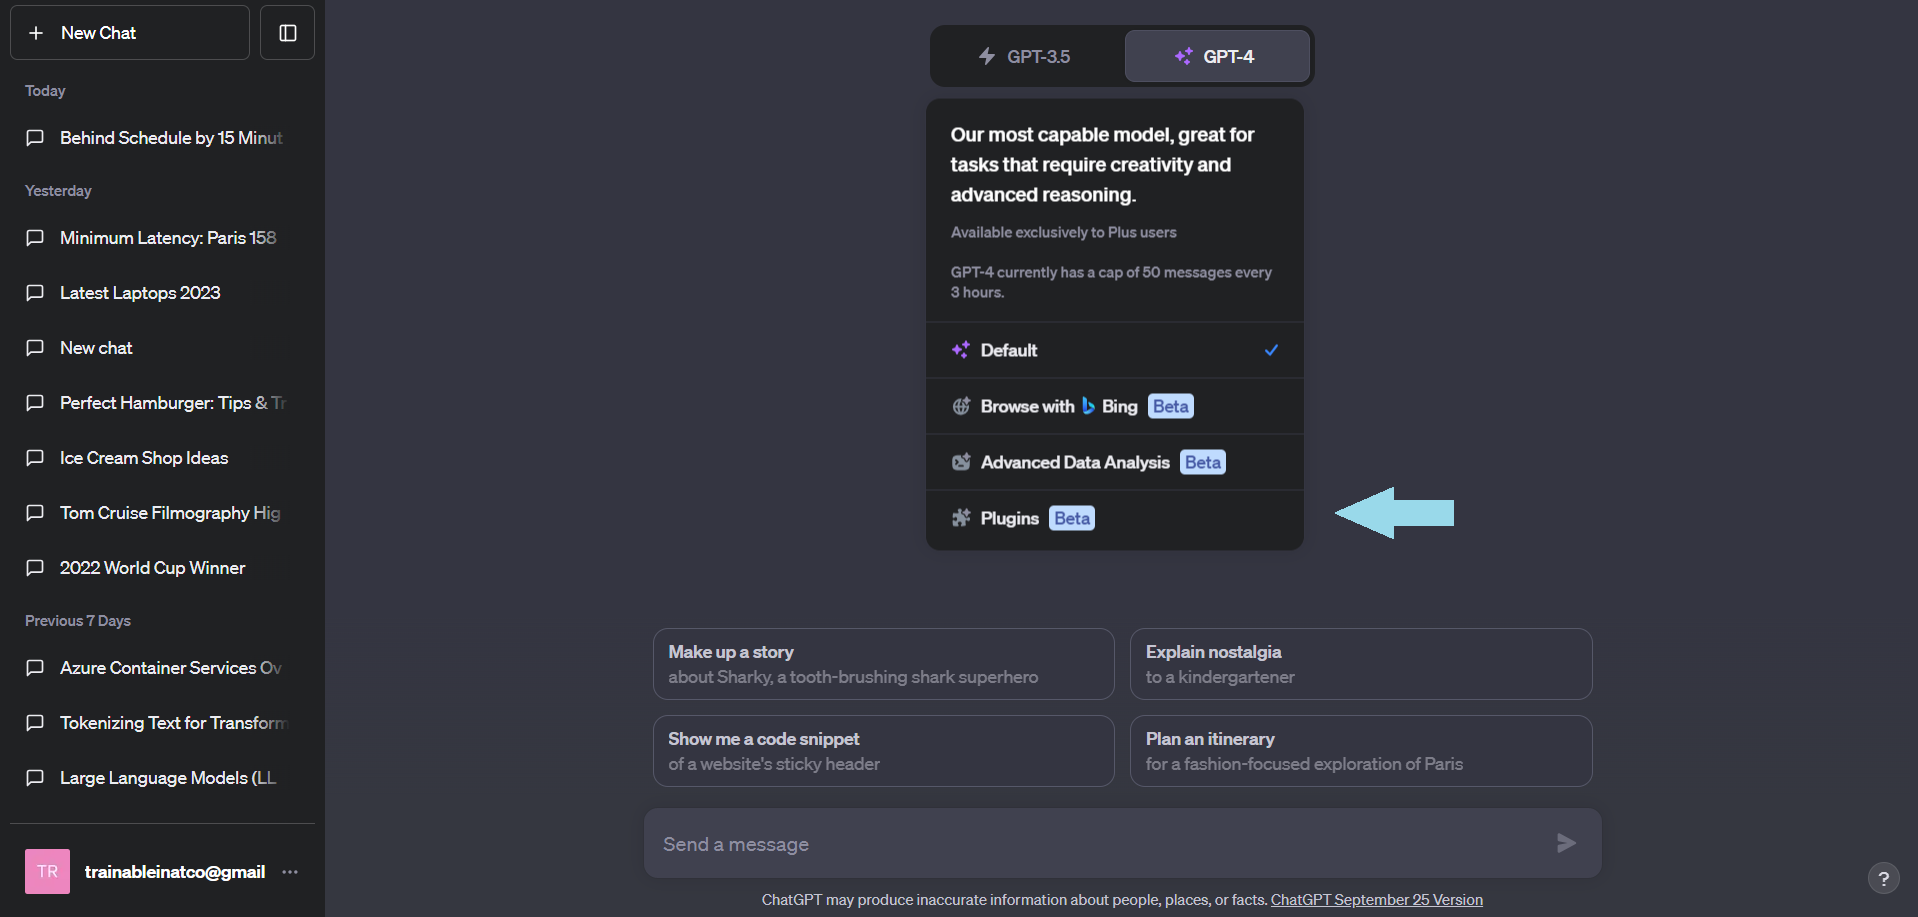 New Chat
Today
Behind Schedule by 15 Minut
Yesterday
Minimum Latency: Paris 158
Latest Laptops 2023
New chat
Perfect Hamburger: Tips & Tr
Ice Cream Shop Ideas
Tom Cruise Filmography Hig
2022 World Cup Winner
Previous 7 Days
Azure Container Services Ov
Tokenizing Text for Transform
Large Language Models (LL
TR
trainableinatco@gmail ...
GPT-3.5
GPT-4
Our most capable model, great for
tasks that require creativity and
advanced reasoning.
Available exclusively to Plus users
GPT-4 currently has a cap of 50 messages every
3 hours.
Default
Browse with Bing Beta
Advanced Data Analysis Beta
Plugins Beta
Make up a story
about Sharky, a tooth-brushing shark superhero
Explain nostalgia
to a kindergartener
Show me a code snippet
of a website's sticky header
Plan an itinerary
for a fashion-focused exploration of Paris
Send a message
ChatGPT may produce inaccurate information about people, places, or facts. ChatGPT September 25 Version
?